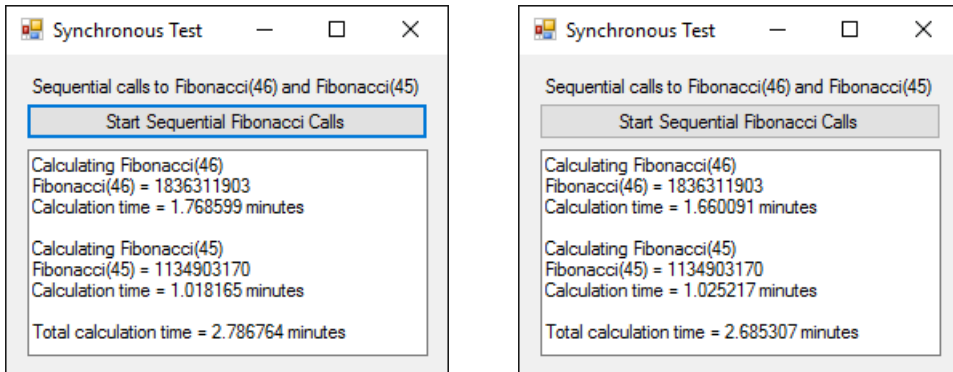 Synchronous Test
Sequential calls to Fibonacci(46) and Fibonacci(45)
Start Sequential Fibonacci Calls
Calculating Fibonacci(46)
Fibonacci(46) = 1836311903
Calculation time = 1.768599 minutes
Calculating Fibonacci(45)
Fibonacci(45) = 1134903170
Calculation time = 1.018165 minutes
Total calculation time = 2.786764 minutes
Synchronous Test
Sequential calls to Fibonacci(46) and Fibonacci(45)
Start Sequential Fibonacci Calls
Calculating Fibonacci(46)
Fibonacci(46) = 1836311903
Calculation time = 1.660091 minutes
Calculating Fibonacci(45)
Fibonacci(45) = 1134903170
Calculation time = 1.025217 minutes
Total calculation time = 2.685307 minutes